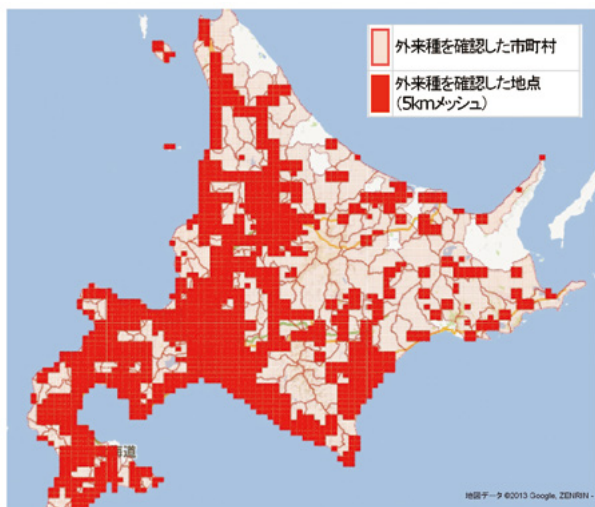 外来種を確認した市町村
外来種を確認した地点
(5kmメッシュ)
道
地図データ ©2013 Google, ZENRIN -